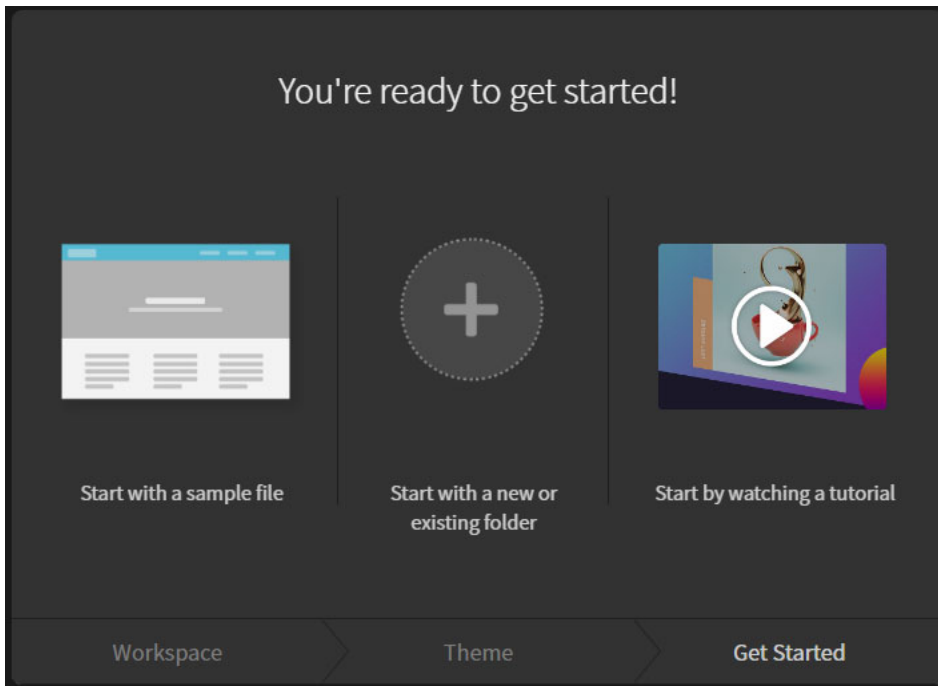 You're ready to get started!
Start with a sample file
Start with a new or
existing folder
Start by watching a tutorial
Workspace
Theme
Get Started